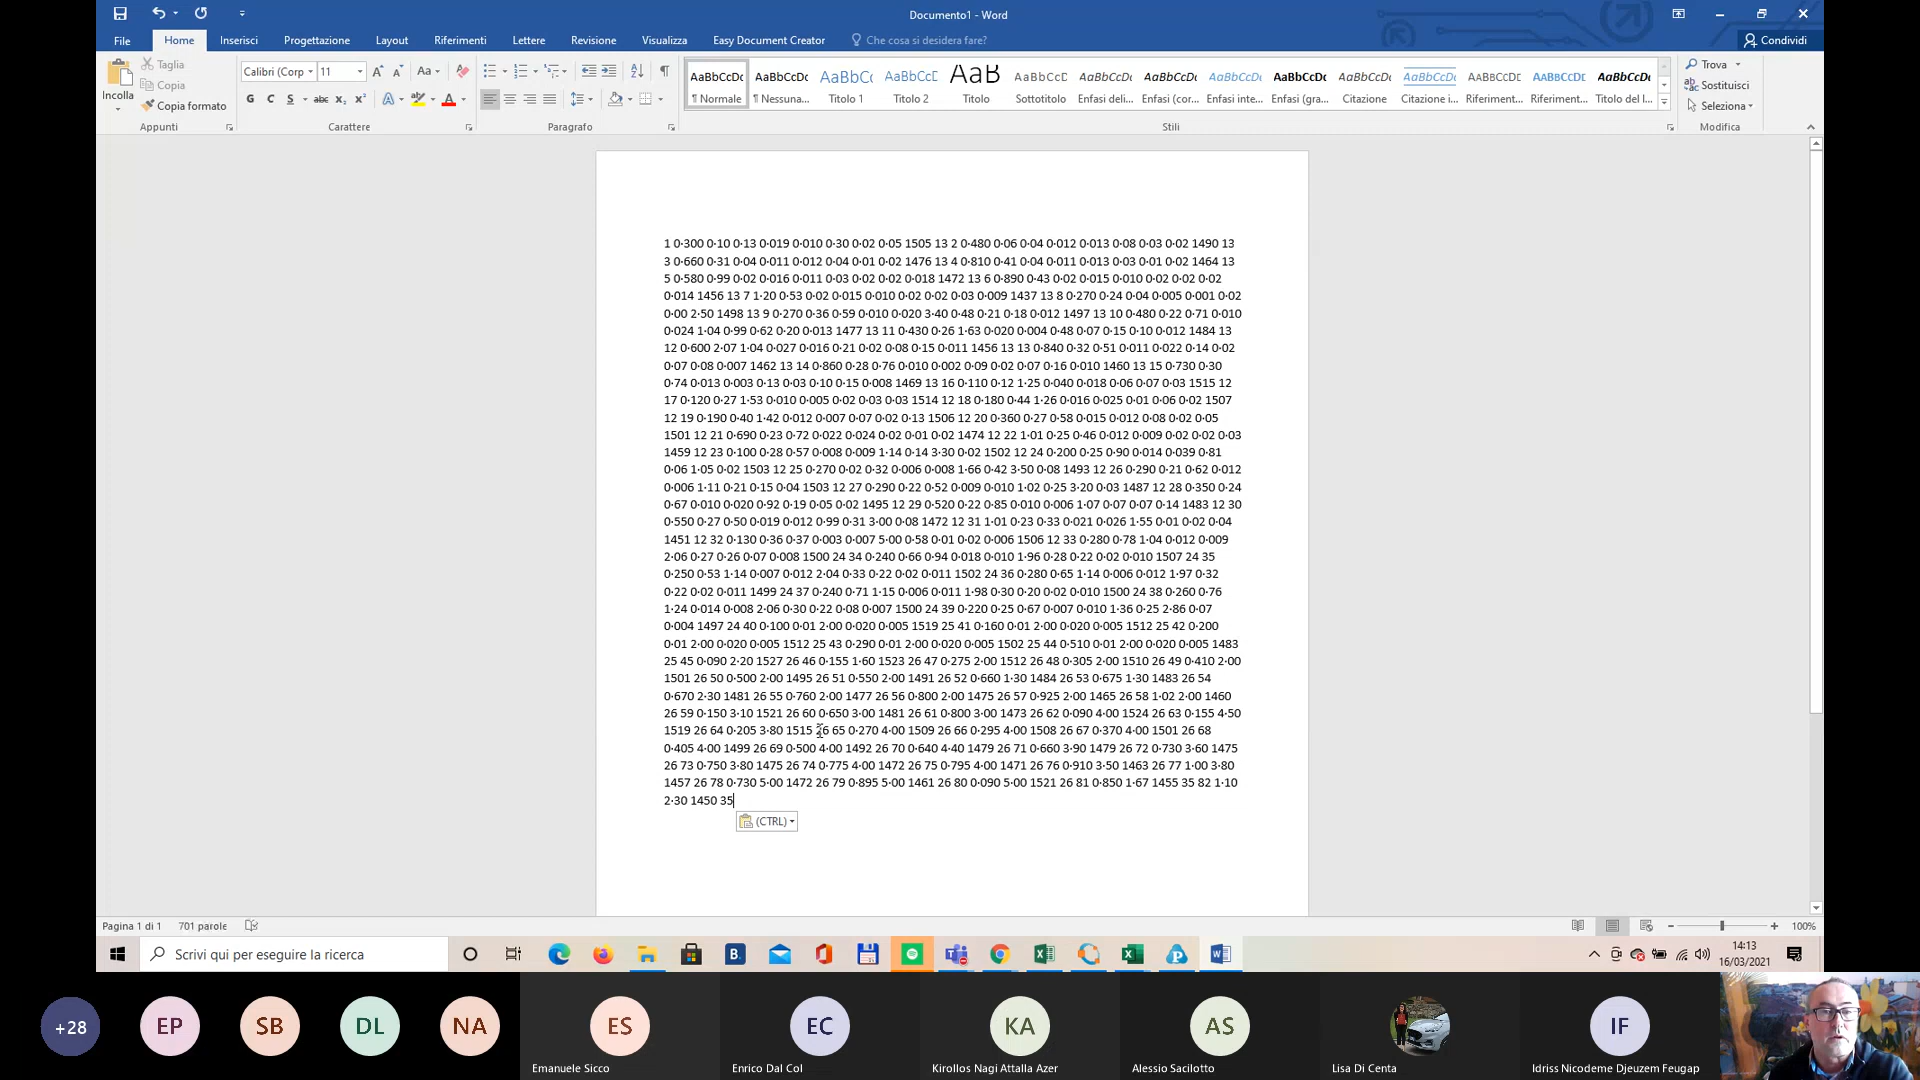 Documento1 - Word
File Home Inserisci Progettazione Layout Riferimenti Lettere Revisione Visualizza Easy Document Creator Che cosa si desidera fare? Condividi
Incolla
Taglia
Copia
Copia formato
Appunti
Calibri (Corp 11
G C S abc x₂ x² A A
Carattere
Paragrafo
AaBbCcDc AaBbCcDc AaBbC( AaBbCcC AaB AaBbCcD AaBbCcDc AaBbCcDc AaBbCcDc AaBbCcDc AaBbCcDc AaBbCcDc AABBCCDC AABBCCDC AaBbCcDc
¶ Normale ¶ Nessuna... Titolo 1 Titolo 2 Titolo Sottotitolo Enfasi deli... Enfasi (cor... Enfasi inte... Enfasi (gra... Citazione Citazione i... Riferiment... Riferiment... Titolo del l...
Stili
Trova
Sostituisci
Seleziona
Modifica
1 0·300 0·10 0·13 0·019 0·010 0·30 0·02 0·05 1505 13 2 0·480 0·06 0·04 0·012 0·013 0·08 0·03 0·02 1490 13
3 0·660 0·31 0·04 0·011 0·012 0·04 0·01 0·02 1476 13 4 0·810 0·41 0·04 0·011 0·013 0·03 0·01 0·02 1464 13
5 0·580 0·99 0·02 0·016 0·011 0·03 0·02 0·02 0·018 1472 13 6 0·890 0·43 0·02 0·015 0·010 0·02 0·02 0·02
0·014 1456 13 7 1·20 0·53 0·02 0·015 0·010 0·02 0·02 0·03 0·009 1437 13 8 0·270 0·24 0·04 0·005 0·001 0·02
0·00 2·50 1498 13 9 0·270 0·36 0·59 0·010 0·020 3·40 0·48 0·21 0·18 0·012 1497 13 10 0·480 0·22 0·71 0·010
0·024 1·04 0·99 0·62 0·20 0·013 1477 13 11 0·430 0·26 1·63 0·020 0·004 0·48 0·07 0·15 0·10 0·012 1484 13
12 0·600 2·07 1·04 0·027 0·016 0·21 0·02 0·08 0·15 0·011 1456 13 13 0·840 0·32 0·51 0·011 0·022 0·14 0·02
0·07 0·08 0·007 1462 13 14 0·860 0·28 0·76 0·010 0·002 0·09 0·02 0·07 0·16 0·010 1460 13 15 0·730 0·30
0·74 0·013 0·003 0·13 0·03 0·10 0·15 0·008 1469 13 16 0·110 0·12 1·25 0·040 0·018 0·06 0·07 0·03 1515 12
17 0·120 0·27 1·53 0·010 0·005 0·02 0·03 0·03 1514 12 18 0·180 0·44 1·26 0·016 0·025 0·01 0·06 0·02 1507
12 19 0·190 0·40 1·42 0·012 0·007 0·07 0·02 0·13 1506 12 20 0·360 0·27 0·58 0·015 0·012 0·08 0·02 0·05
1501 12 21 0·690 0·23 0·72 0·022 0·024 0·02 0·01 0·02 1474 12 22 1·01 0·25 0·46 0·012 0·009 0·02 0·02 0·03
1459 12 23 0·100 0·28 0·57 0·008 0·009 1·14 0·14 3·30 0·02 1502 12 24 0·200 0·25 0·90 0·014 0·039 0·81
0·06 1·05 0·02 1503 12 25 0·270 0·02 0·32 0·006 0·008 1·66 0·42 3·50 0·08 1493 12 26 0·290 0·21 0·62 0·012
0·006 1·11 0·21 0·15 0·04 1503 12 27 0·290 0·22 0·52 0·009 0·010 1·02 0·25 3·20 0·03 1487 12 28 0·350 0·24
0·67 0·010 0·020 0·92 0·19 0·05 0·02 1495 12 29 0·520 0·22 0·85 0·010 0·006 1·07 0·07 0·07 0·14 1483 12 30
0·550 0·27 0·50 0·019 0·012 0·99 0·31 3·00 0·08 1472 12 31 1·01 0·23 0·33 0·021 0·026 1·55 0·01 0·02 0·04
1451 12 32 0·130 0·36 0·37 0·003 0·007 5·00 0·58 0·01 0·02 0·006 1506 12 33 0·280 0·78 1·04 0·012 0·009
2·06 0·27 0·26 0·07 0·008 1500 24 34 0·240 0·66 0·94 0·018 0·010 1·96 0·28 0·22 0·02 0·010 1507 24 35
0·250 0·53 1·14 0·007 0·012 2·04 0·33 0·22 0·02 0·011 1502 24 36 0·280 0·65 1·14 0·006 0·012 1·97 0·32
0·22 0·02 0·011 1499 24 37 0·240 0·71 1·15 0·006 0·011 1·98 0·30 0·20 0·02 0·010 1500 24 38 0·260 0·76
1·24 0·014 0·008 2·06 0·30 0·22 0·08 0·007 1500 24 39 0·220 0·25 0·67 0·007 0·010 1·36 0·25 2·86 0·07
0·004 1497 24 40 0·100 0·01 2·00 0·020 0·005 1519 25 41 0·160 0·01 2·00 0·020 0·005 1512 25 42 0·200
0·01 2·00 0·020 0·005 1512 25 43 0·290 0·01 2·00 0·020 0·005 1502 25 44 0·510 0·01 2·00 0·020 0·005 1483
25 45 0·090 2·20 1527 26 46 0·155 1·60 1523 26 47 0·275 2·00 1512 26 48 0·305 2·00 1510 26 49 0·410 2·00
1501 26 50 0·500 2·00 1495 26 51 0·550 2·00 1491 26 52 0·660 1·30 1484 26 53 0·675 1·30 1483 26 54
0·670 2·30 1481 26 55 0·760 2·00 1477 26 56 0·800 2·00 1475 26 57 0·925 2·00 1465 26 58 1·02 2·00 1460
26 59 0·150 3·10 1521 26 60 0·650 3·00 1481 26 61 0·800 3·00 1473 26 62 0·090 4·00 1524 26 63 0·155 4·50
1519 26 64 0·205 3·80 1515 26 65 0·270 4·00 1509 26 66 0·295 4·00 1508 26 67 0·370 4·00 1501 26 68
0·405 4·00 1499 26 69 0·500 4·00 1492 26 70 0·640 4·40 1479 26 71 0·660 3·90 1479 26 72 0·730 3·60 1475
26 73 0·750 3·80 1475 26 74 0·775 4·00 1472 26 75 0·795 4·00 1471 26 76 0·910 3·50 1463 26 77 1·00 3·80
1457 26 78 0·730 5·00 1472 26 79 0·895 5·00 1461 26 80 0·090 5·00 1521 26 81 0·850 1·67 1455 35 82 1·10
2·30 1450 35
(CTRL)
Pagina 1 di 1 701 parole 100%
Scrivi qui per eseguire la ricerca
14:13
16/03/2021
+28 EP SB DL NA ES EC KA AS IF
Emanuele Sicco Enrico Dal Col Kirollos Nagi Attalla Azer Alessio Sacilotto Lisa Di Centa Idriss Nicodeme Djeuzem Feugap